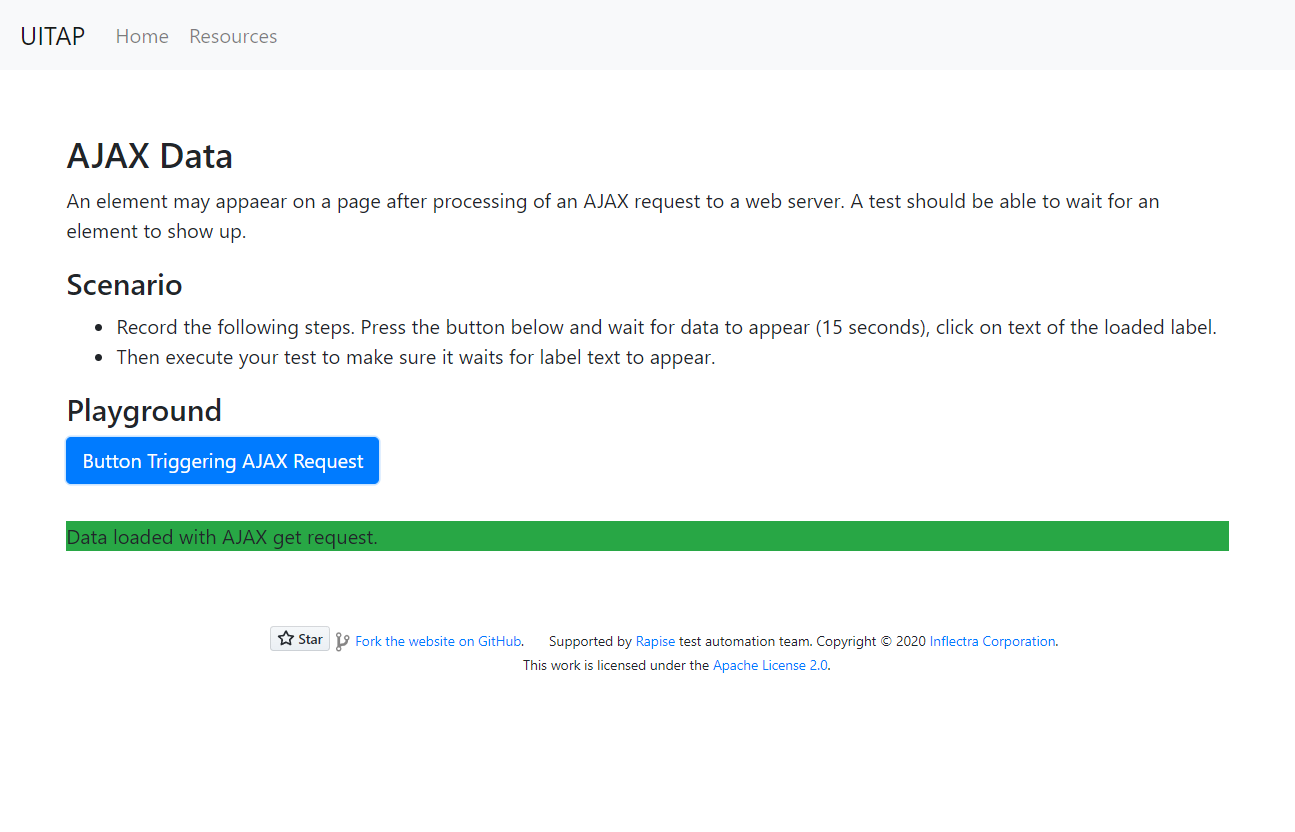 UITAP Home Resources
AJAX Data
An element may appaear on a page after processing of an AJAX request to a web server. A test should be able to wait for an
element to show up.
Scenario
Record the following steps. Press the button below and wait for data to appear (15 seconds), click on text of the loaded label.
Then execute your test to make sure it waits for label text to appear.
Playground
Button Triggering AJAX Request
Data loaded with AJAX get request.
Star Fork the website on GitHub. Supported by Rapise test automation team. Copyright © 2020 Inflectra Corporation.
This work is licensed under the Apache License 2.0.